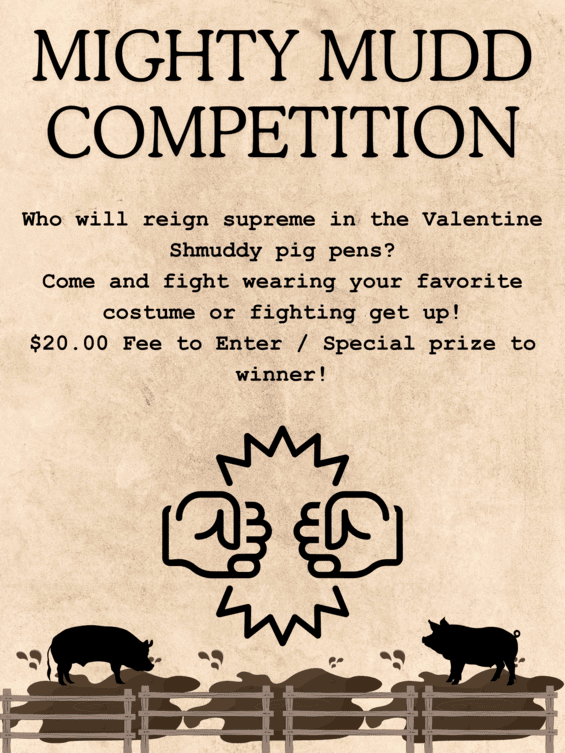 MIGHTY MUDD
COMPETITION
Who will reign supreme in the Valentine
Shmuddy pig pens?
Come and fight wearing your favorite
costume or fighting get up!
$20.00 Fee to Enter / Special prize to
winner!